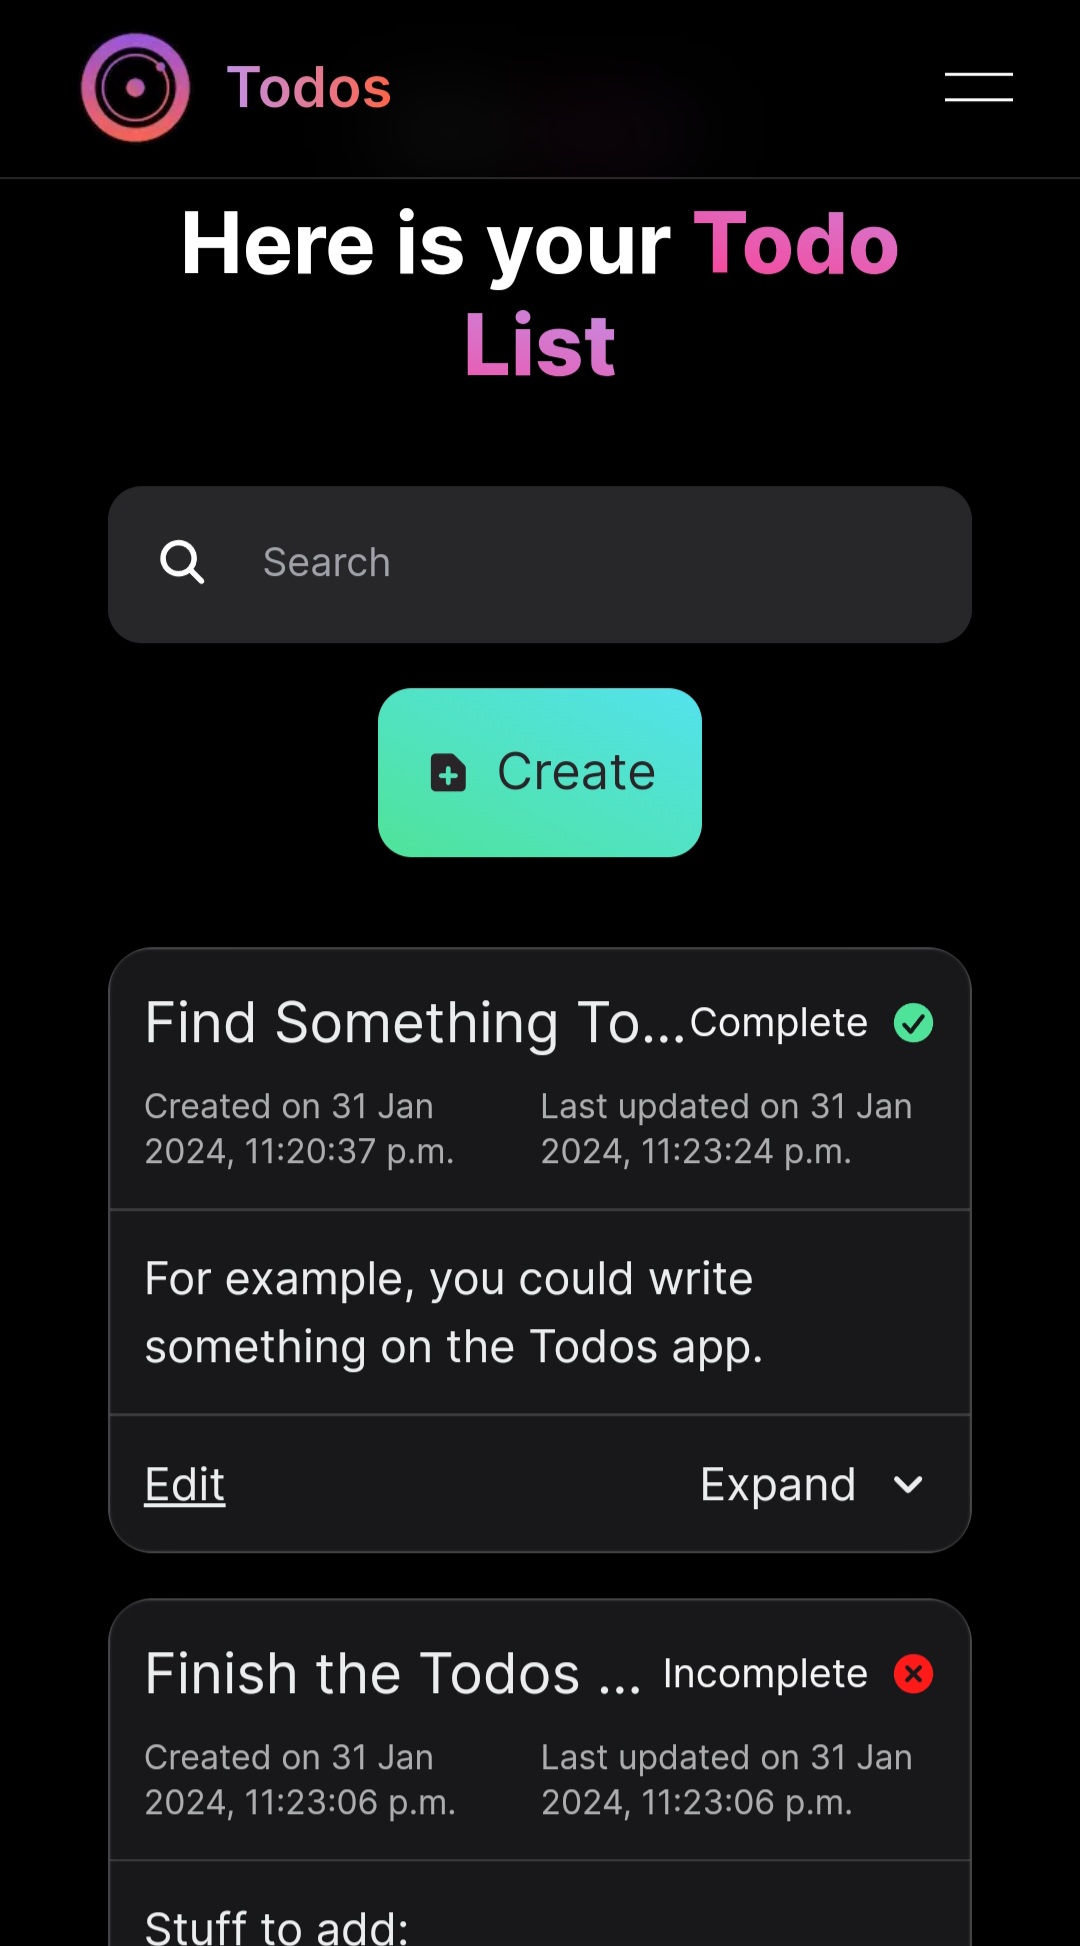 Todos
Here is your Todo
List
Search
Create
Find Something To...
Complete
Created on 31 Jan
2024, 11:20:37 p.m.
Last updated on 31 Jan
2024, 11:23:24 p.m.
For example, you could write
something on the Todos app.
Edit
Expand
Finish the Todos ...
Incomplete
Created on 31 Jan
2024, 11:23:06 p.m.
Last updated on 31 Jan
2024, 11:23:06 p.m.
Stuff to add: